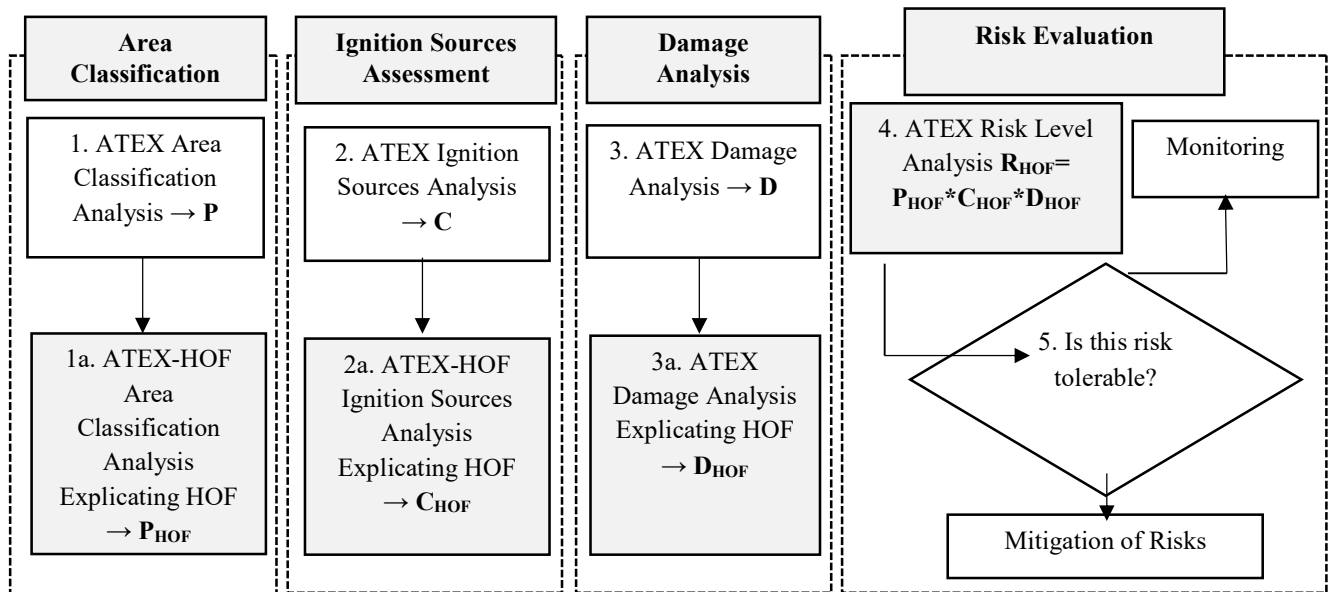 Area
Classification
1. ATEX Area
Classification
Analysis → P
1a. ATEX-HOF
Area
Classification
Analysis
Explicating HOF
→ PHOF
Ignition Sources
Assessment
2. ATEX Ignition
Sources Analysis
→ C
2a. ATEX-HOF
Ignition Sources
Analysis
Explicating HOF
→ CHOF
Damage
Analysis
3. ATEX Damage
Analysis → D
3a. ATEX
Damage Analysis
Explicating HOF
→ DHOF
Risk Evaluation
4. ATEX Risk Level
Analysis RHOF=
PHOF*CHOF*DHOF
Monitoring
5. Is this risk
tolerable?
Mitigation of Risks